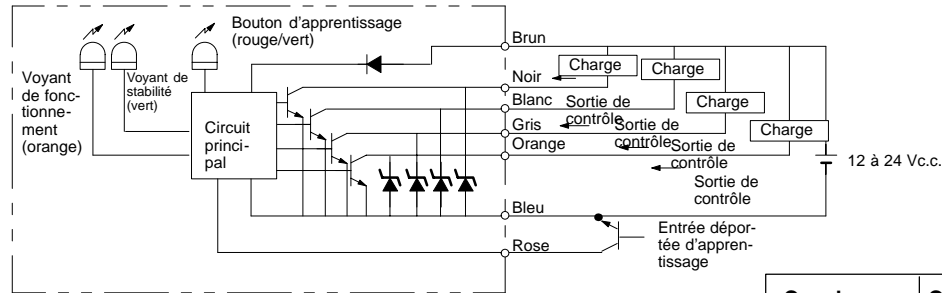 Bouton d'apprentissage
(rouge/vert)
Voyant
de fonc-
tionne-
ment
(orange)
Voyant de
stabilité
(vert)
Circuit
princi-
pal
Brun
Charge
Charge
Charge
Charge
Noir
Blanc
Sortie de
contrôle
Gris
Sortie de
contrôle
Orange
Sortie de
contrôle
Sortie de
contrôle
12 à 24 Vc.c.
Bleu
Entrée dépor-
tée d'appren-
tissage
Rose